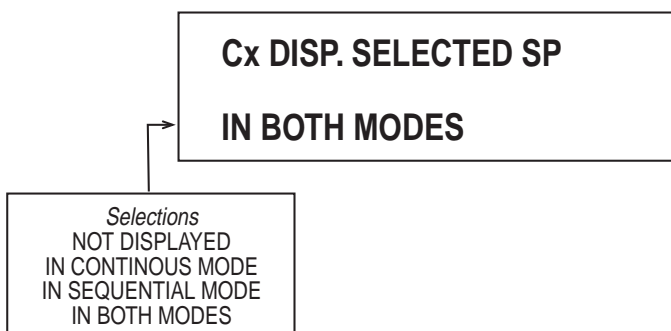 Cx DISP. SELECTED SP
IN BOTH MODES
Selections
NOT DISPLAYED
IN CONTINOUS MODE
IN SEQUENTIAL MODE
IN BOTH MODES